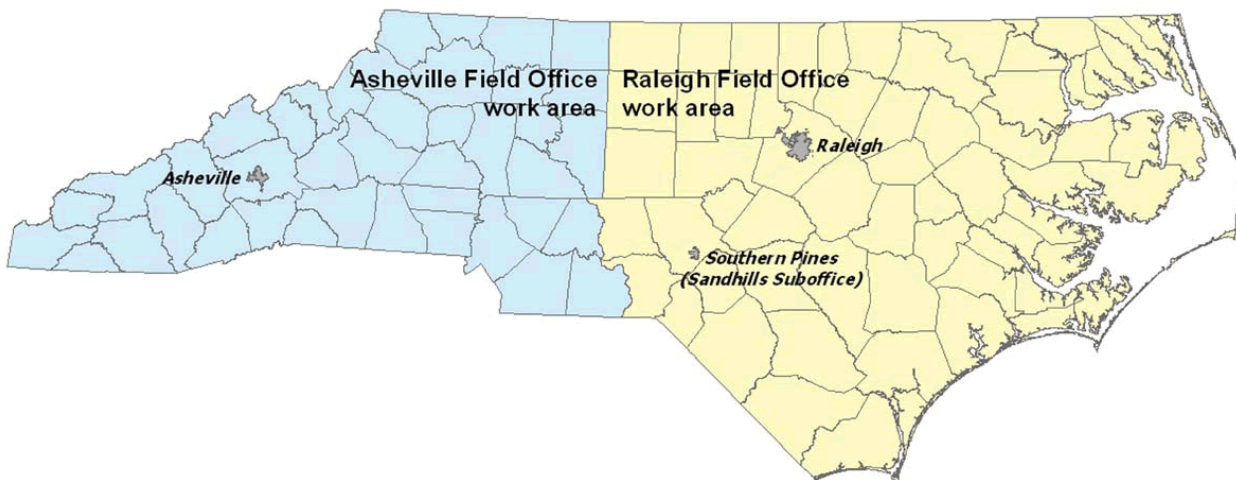 Asheville Field Office
work area
Raleigh Field Office
work area
Raleigh
Asheville
Southern Pines
(Sandhills Suboffice)